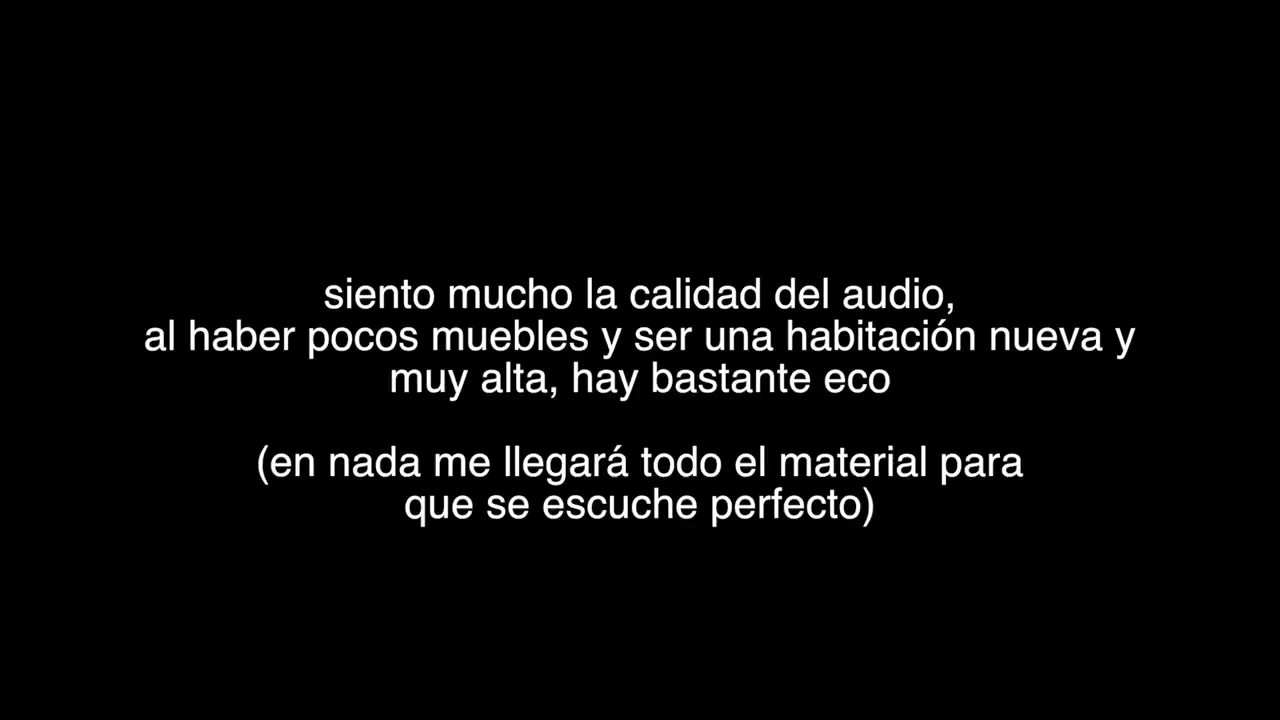 siento mucho la calidad del audio,
al haber pocos muebles y ser una habitación nueva y
muy alta, hay bastante eco
(en nada me llegará todo el material para
que se escuche perfecto)